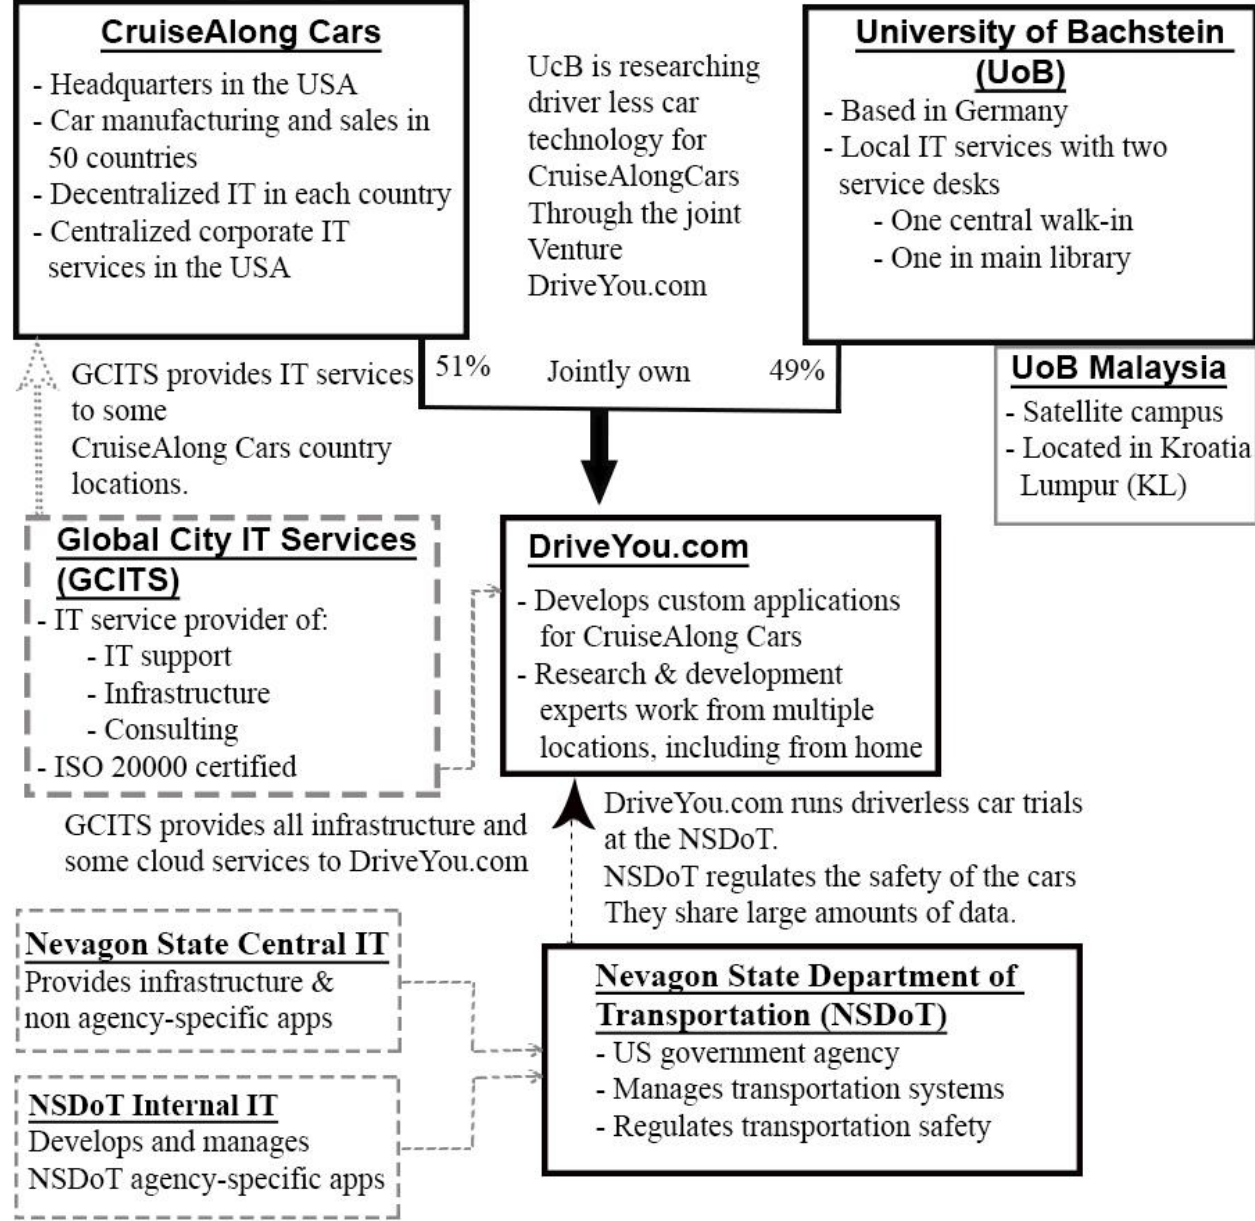 CruiseAlong Cars
- Headquarters in the USA
- Car manufacturing and sales in
50 countries
- Decentralized IT in each country
- Centralized corporate IT
services in the USA
UcB is researching
driver less car
technology for
CruiseAlongCars
Through the joint
Venture
DriveYou.com
University of Bachstein
(UoB)
- Based in Germany
- Local IT services with two
service desks
- One central walk-in
- One in main library
51%
Jointly own
49%
UoB Malaysia
- Satellite campus
- Located in Kroatia
Lumpur (KL)
GCITS provides IT services
to some
CruiseAlong Cars country
locations.
Global City IT Services
(GCITS)
- IT service provider of:
- IT support
- Infrastructure
- Consulting
- ISO 20000 certified
DriveYou.com
- Develops custom applications
for CruiseAlong Cars
- Research & development
experts work from multiple
locations, including from home
GCITS provides all infrastructure and
some cloud services to DriveYou.com
DriveYou.com runs driverless car trials
at the NSDoT.
NSDoT regulates the safety of the cars
They share large amounts of data.
Nevagon State Central IT
Provides infrastructure &
non agency-specific apps
NSDoT Internal IT
Develops and manages
NSDoT agency-specific apps
Nevagon State Department of
Transportation (NSDoT)
- US government agency
- Manages transportation systems
- Regulates transportation safety